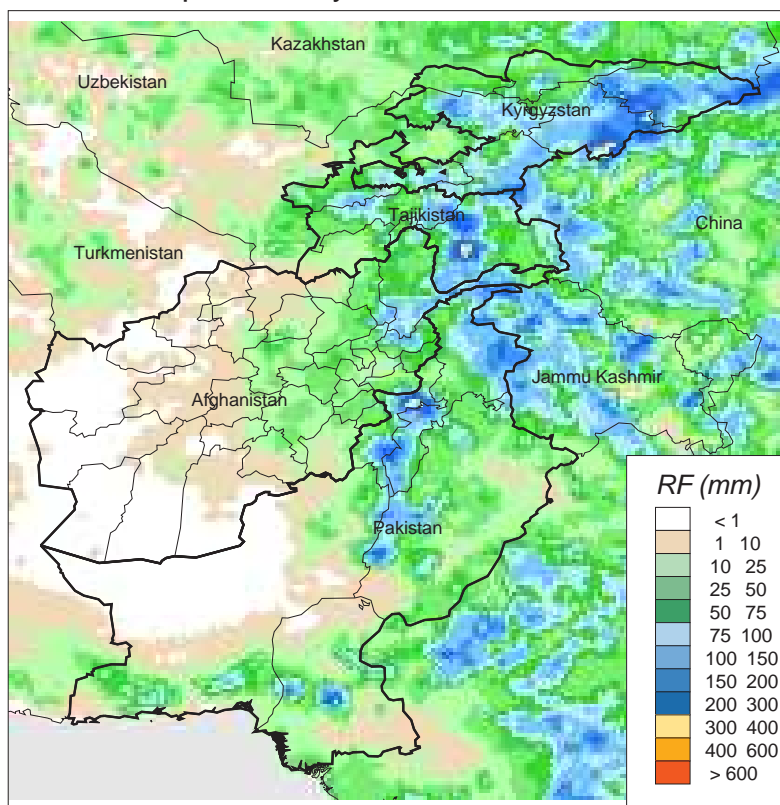 Kazakhstan
Uzbekistan
Kyrgyzstan
Tajikistan
China
Turkmenistan
Jammu Kashmir
Afghanistan
Pakistan
RF (mm)
< 1
1 10
10 25
25 50
50 75
75 100
100 150
150 200
200 300
300 400
400 600
> 600